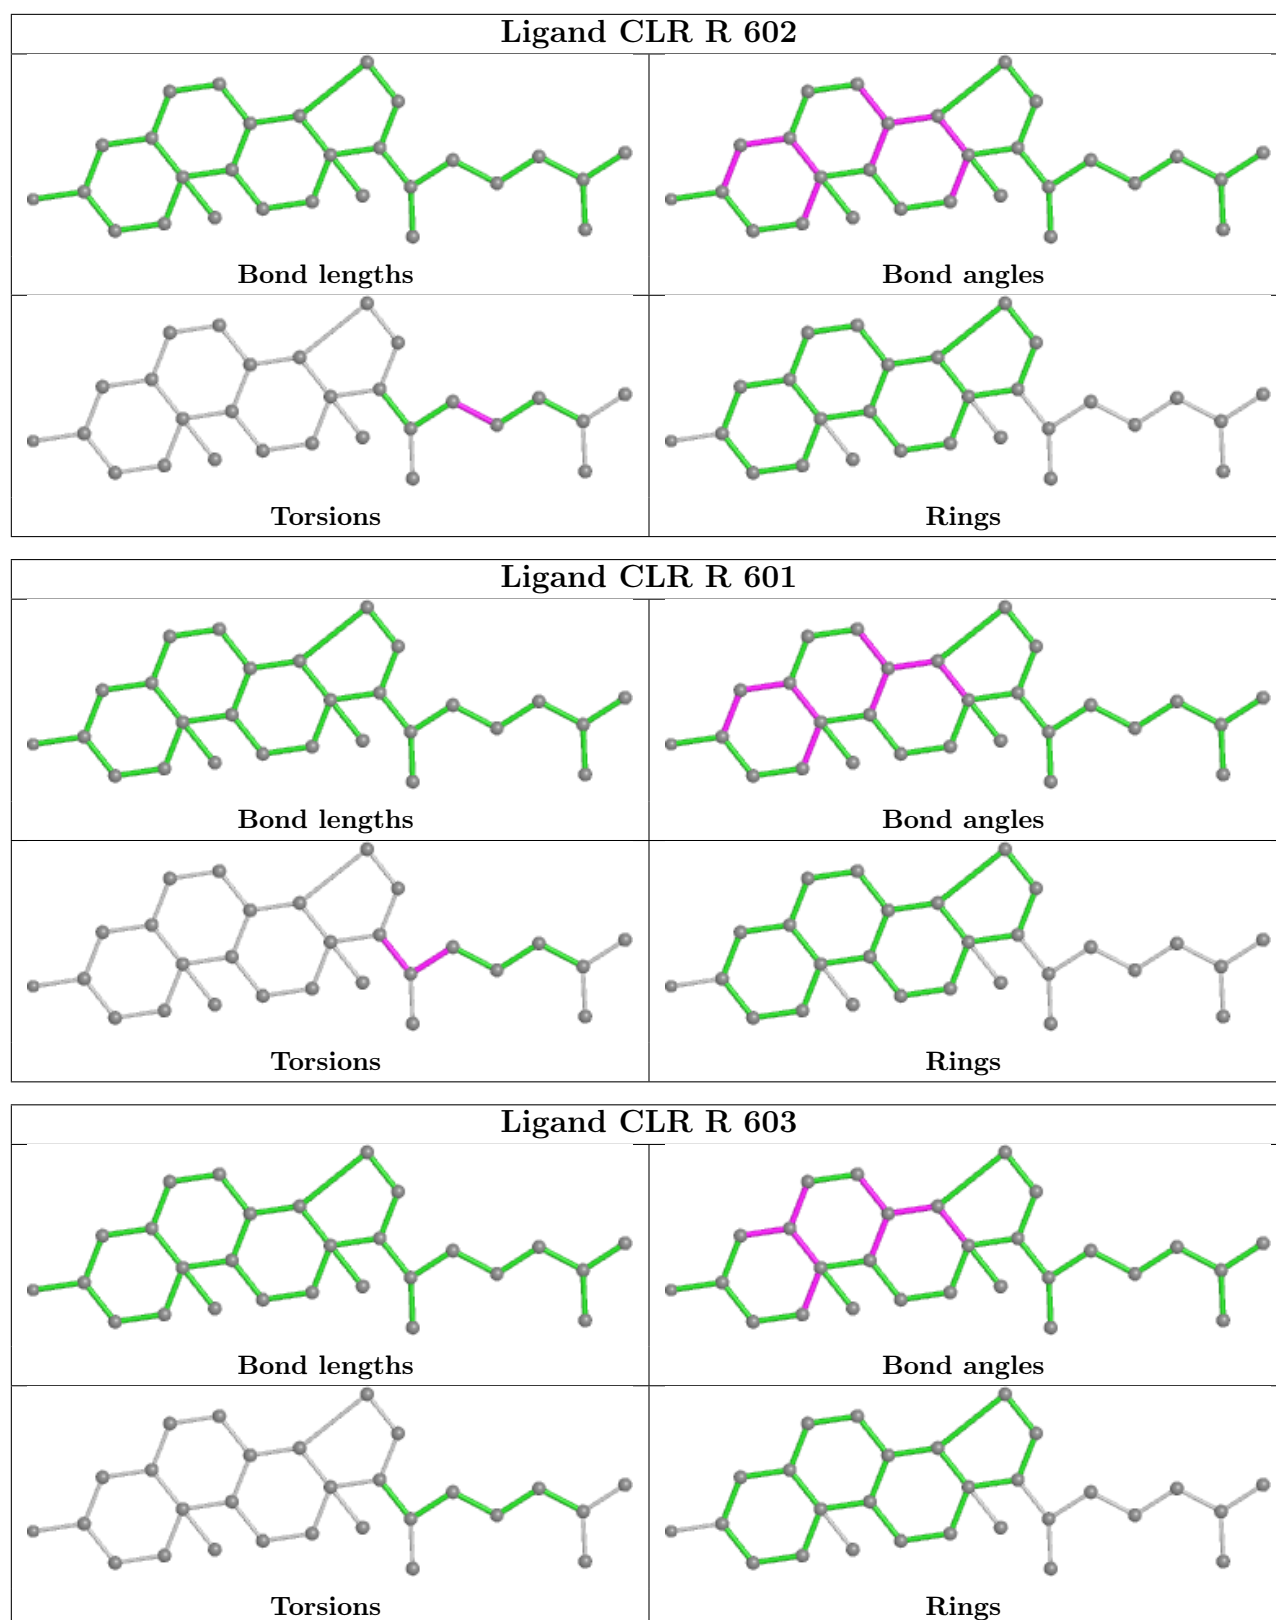 Ligand CLR R 602
Bond lengths
Bond angles
Torsions
Rings
Ligand CLR R 601
Bond lengths
Bond angles
Torsions
Rings
Ligand CLR R 603
Bond lengths
Bond angles
Torsions
Rings